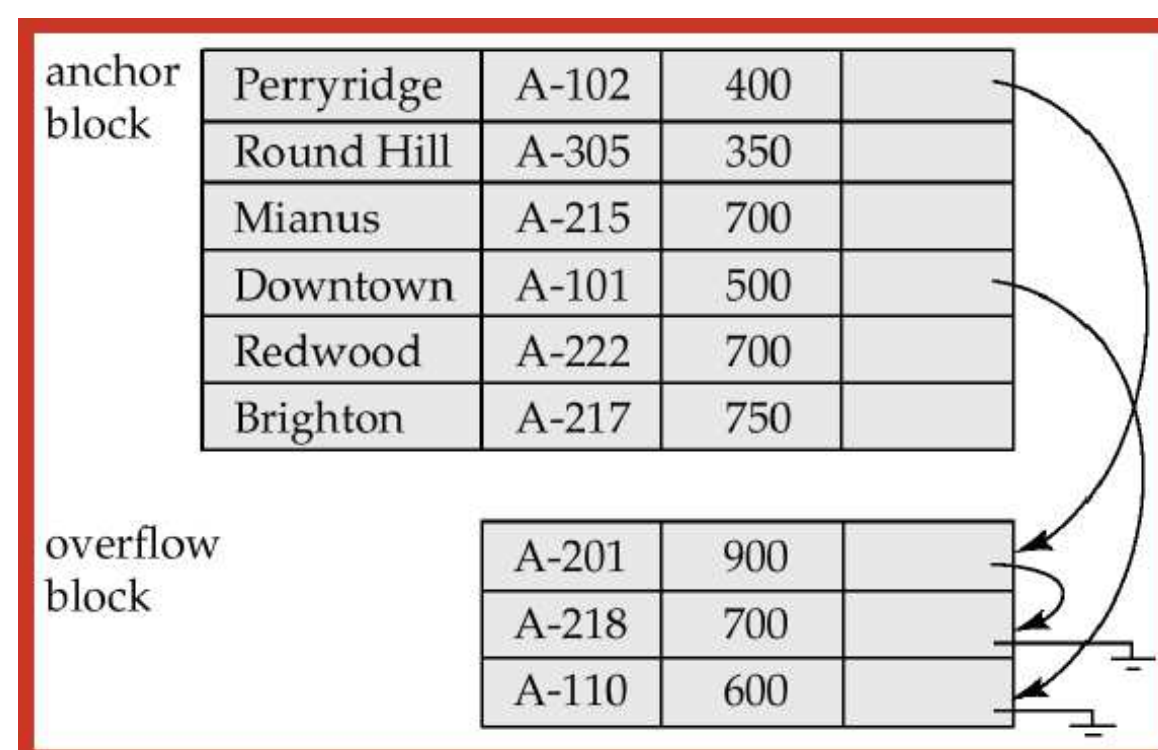 anchor block
Perryridge A-102 400
Round Hill A-305 350
Mianus A-215 700
Downtown A-101 500
Redwood A-222 700
Brighton A-217 750
overflow block
A-201 900
A-218 700
A-110 600